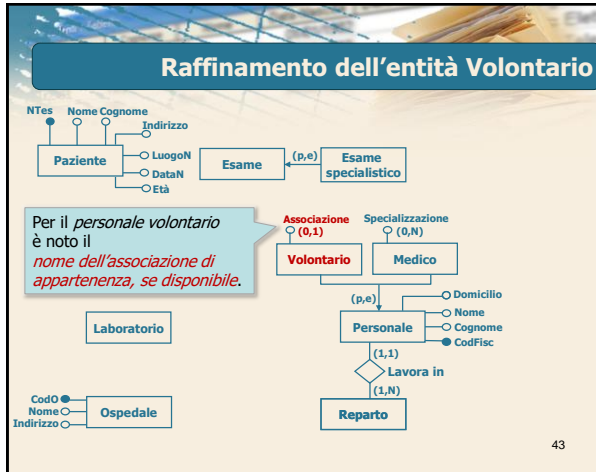 Raffinamento dell'entità Volontario
NTes Nome Cognome
Indirizzo
Paziente
LuogoN
DataN
Età
Esame
(p,e)
Esame
specialistico
Per il personale volontario
è noto il
nome dell'associazione di
appartenenza, se disponibile.
Associazione
(0,1)
Specializzazione
(0,N)
Volontario
Medico
(p,e)
Domicilio
Nome
Cognome
CodFisc
Laboratorio
Personale
(1,1)
Lavora in
(1,N)
CodO
Nome
Indirizzo
Ospedale
Reparto
43